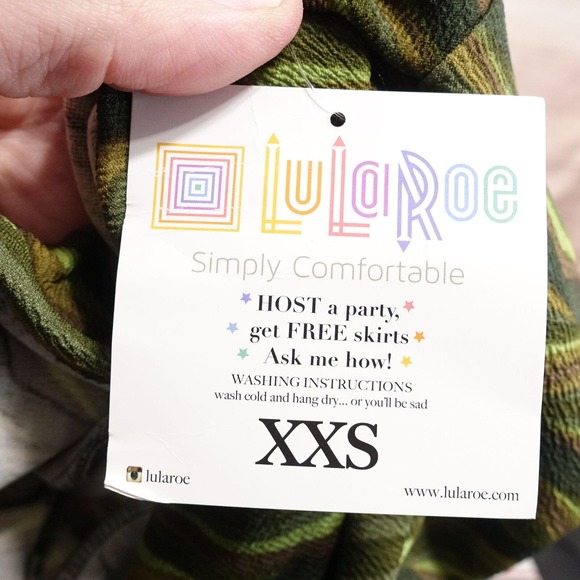 LuLaRoe
Simply Comfortable
HOST a party,
get FREE skirts
Ask me how!
WASHING INSTRUCTIONS
wash cold and hang dry... or you'll be sad
XXS
lularoe
www.lularoe.com